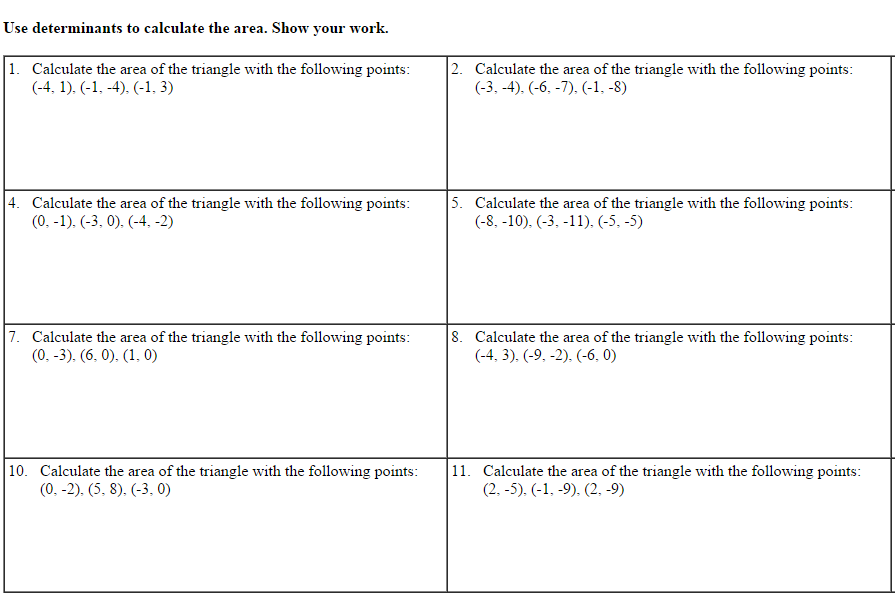 Use determinants to calculate the area. Show your work.
1. Calculate the area of the triangle with the following points:
(-4, 1), (-1, -4), (-1, 3)
2. Calculate the area of the triangle with the following points:
(-3, -4), (-6, -7), (-1, -8)
4. Calculate the area of the triangle with the following points:
(0, -1), (-3, 0), (-4, -2)
5. Calculate the area of the triangle with the following points:
(-8, -10), (-3, -11), (-5, -5)
7. Calculate the area of the triangle with the following points:
(0, -3), (6, 0), (1, 0)
8. Calculate the area of the triangle with the following points:
(-4, 3), (-9, -2), (-6, 0)
10. Calculate the area of the triangle with the following points:
(0, -2), (5, 8), (-3, 0)
11. Calculate the area of the triangle with the following points:
(2, -5), (-1, -9), (2, -9)